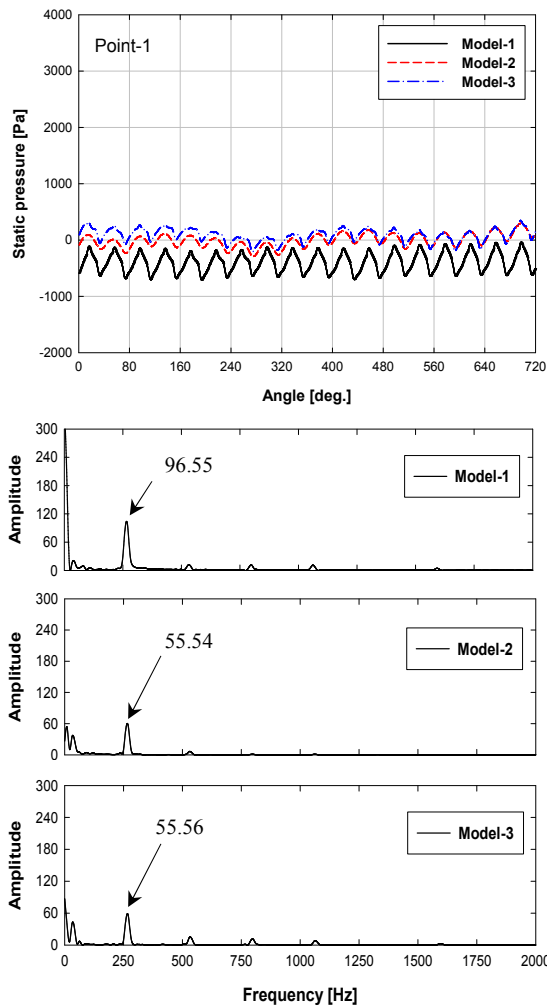 Point-1
Model-1
Model-2
Model-3
Static pressure [Pa]
4000
3000
2000
1000
0
-1000
-2000
0 80 160 240 320 400 480 560 640 720
Angle [deg.]
Amplitude
300
240
180
120
60
0
96.55
Model-1
Amplitude
300
240
180
120
60
0
55.54
Model-2
Amplitude
300
240
180
120
60
0
55.56
Model-3
0 250 500 750 1000 1250 1500 1750 2000
Frequency [Hz]